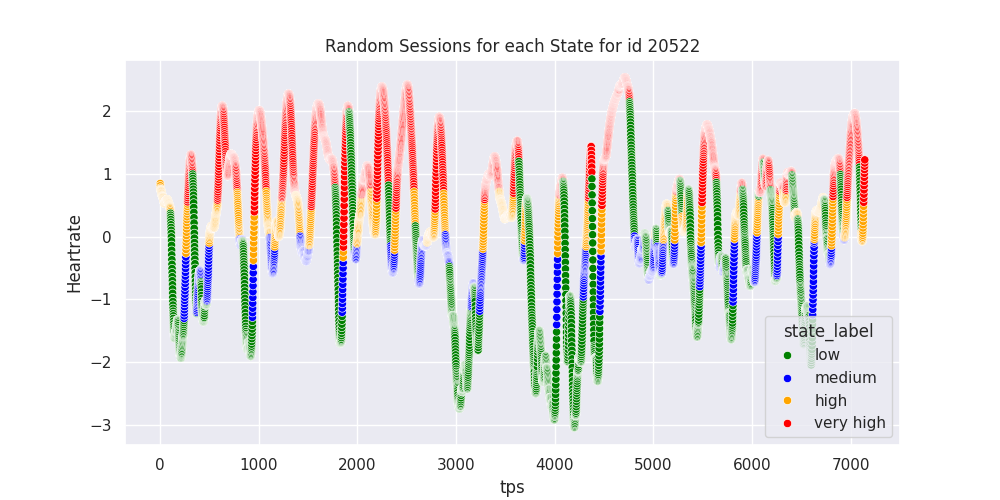 Random Sessions for each State for id 20522
Heartrate
2
1
0
−1
−2
−3
0 1000 2000 3000 4000 5000 6000 7000
tps
state_label
low
medium
high
very high